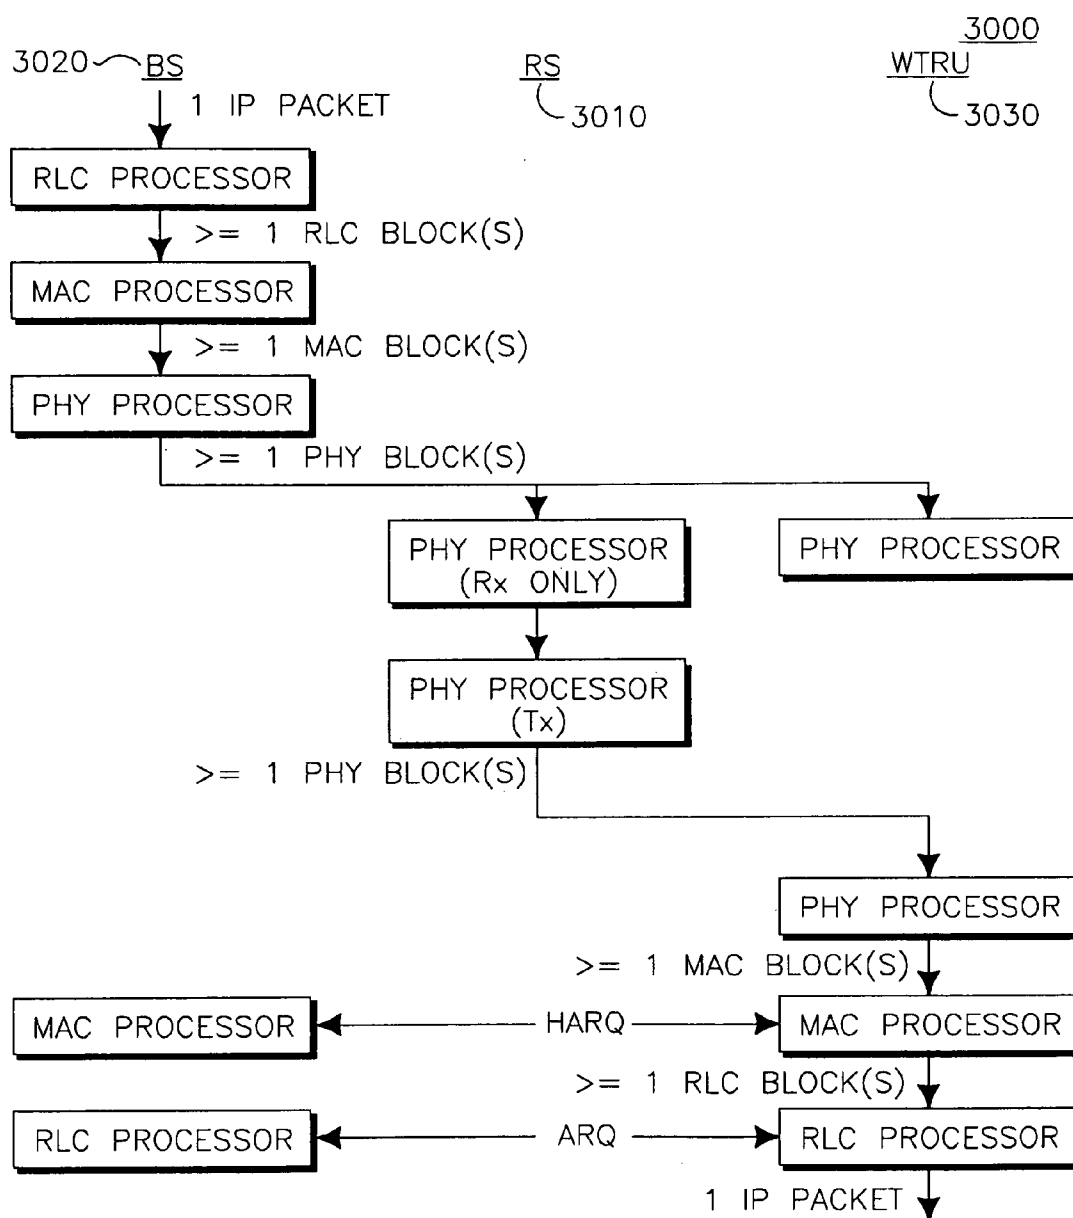 3000
3020 BS RS WTRU
3010 3030
1 IP PACKET
RLC PROCESSOR
>= 1 RLC BLOCK(S)
MAC PROCESSOR
>= 1 MAC BLOCK(S)
PHY PROCESSOR
>= 1 PHY BLOCK(S)
PHY PROCESSOR
(Rx ONLY)
PHY PROCESSOR
PHY PROCESSOR
(Tx)
>= 1 PHY BLOCK(S)
PHY PROCESSOR
>= 1 MAC BLOCK(S)
MAC PROCESSOR HARQ MAC PROCESSOR
>= 1 RLC BLOCK(S)
RLC PROCESSOR ARQ RLC PROCESSOR
1 IP PACKET